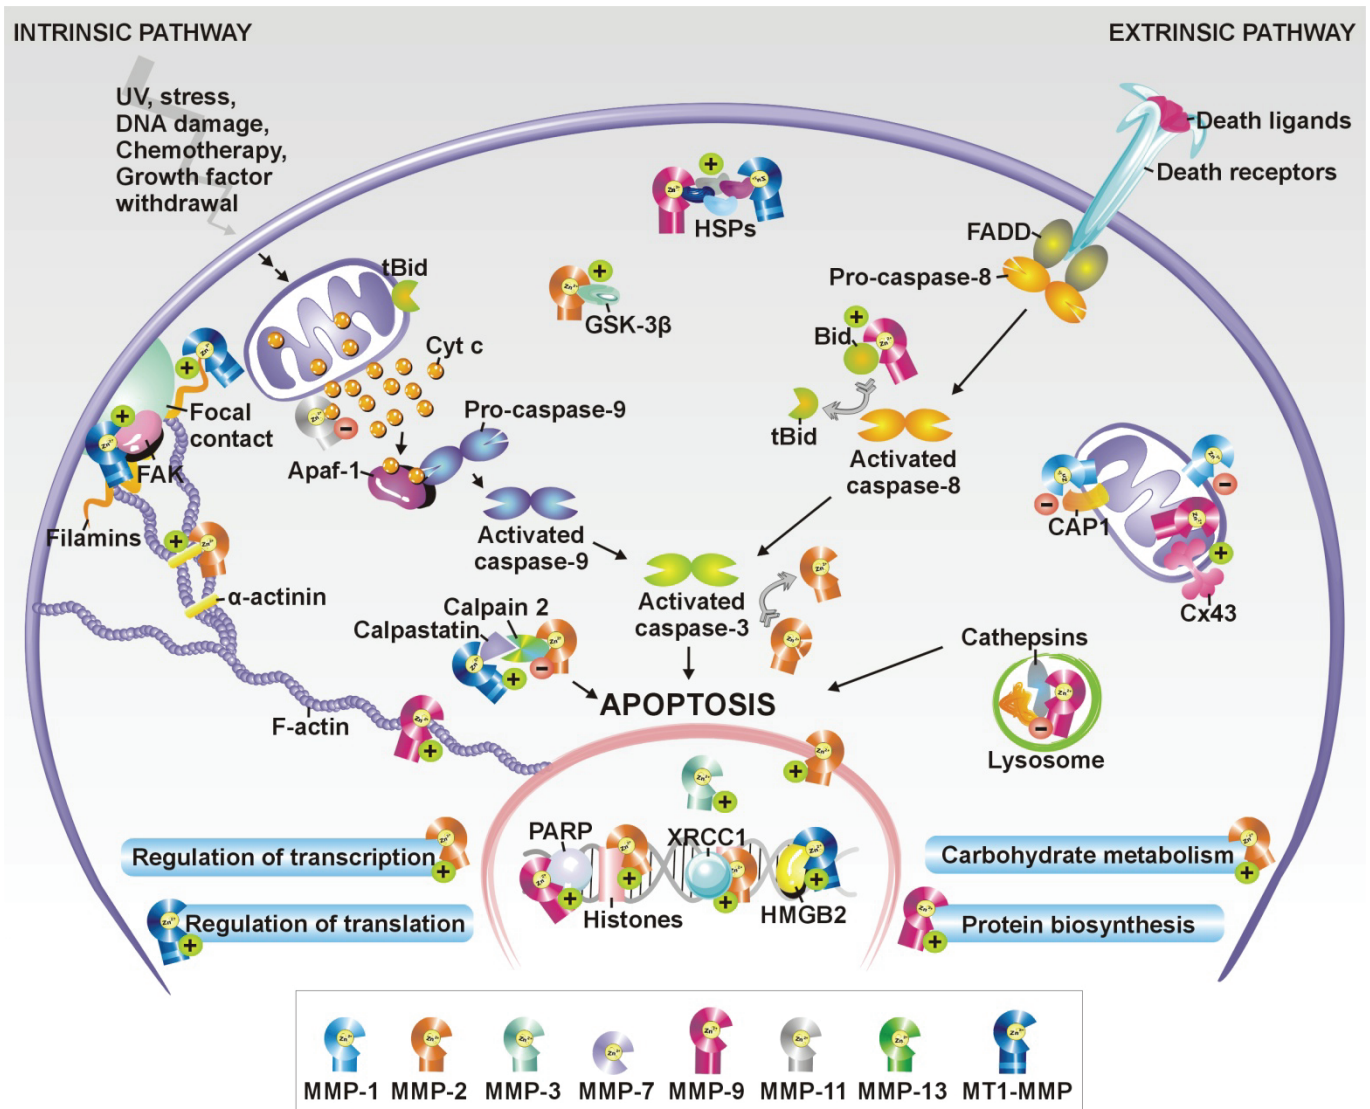 INTRINSIC PATHWAY
EXTRINSIC PATHWAY
UV, stress,
DNA damage,
Chemotherapy,
Growth factor
withdrawal
Death ligands
Death receptors
HSPs
FADD
Pro-caspase-8
tBid
GSK-3β
Bid
Cyt c
Focal
contact
Pro-caspase-9
tBid
Activated
caspase-8
FAK
Apaf-1
CAP1
Filamins
Activated
caspase-9
α-actinin
Activated
caspase-3
Cx43
Calpain 2
Calpastatin
Cathepsins
APOPTOSIS
F-actin
Lysosome
PARP
XRCC1
Histones
HMGB2
Regulation of transcription
Carbohydrate metabolism
Regulation of translation
Protein biosynthesis
MMP-1
MMP-2
MMP-3
MMP-7
MMP-9
MMP-11
MMP-13
MT1-MMP